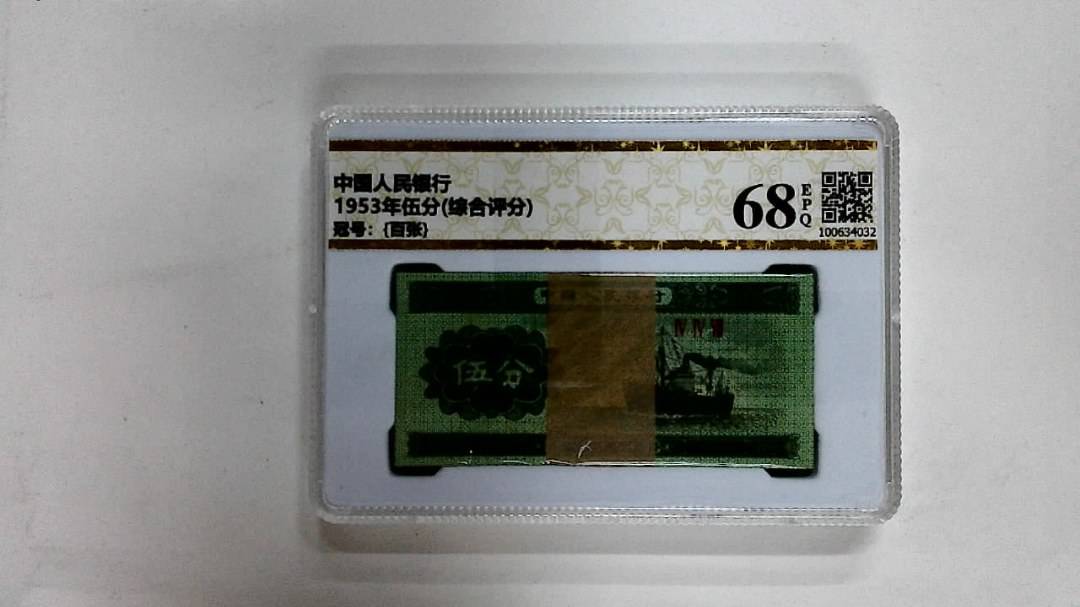 中国人民银行
1953年伍分(综合评分)
冠号：{百张}
68
EPQ
100634032
伍分